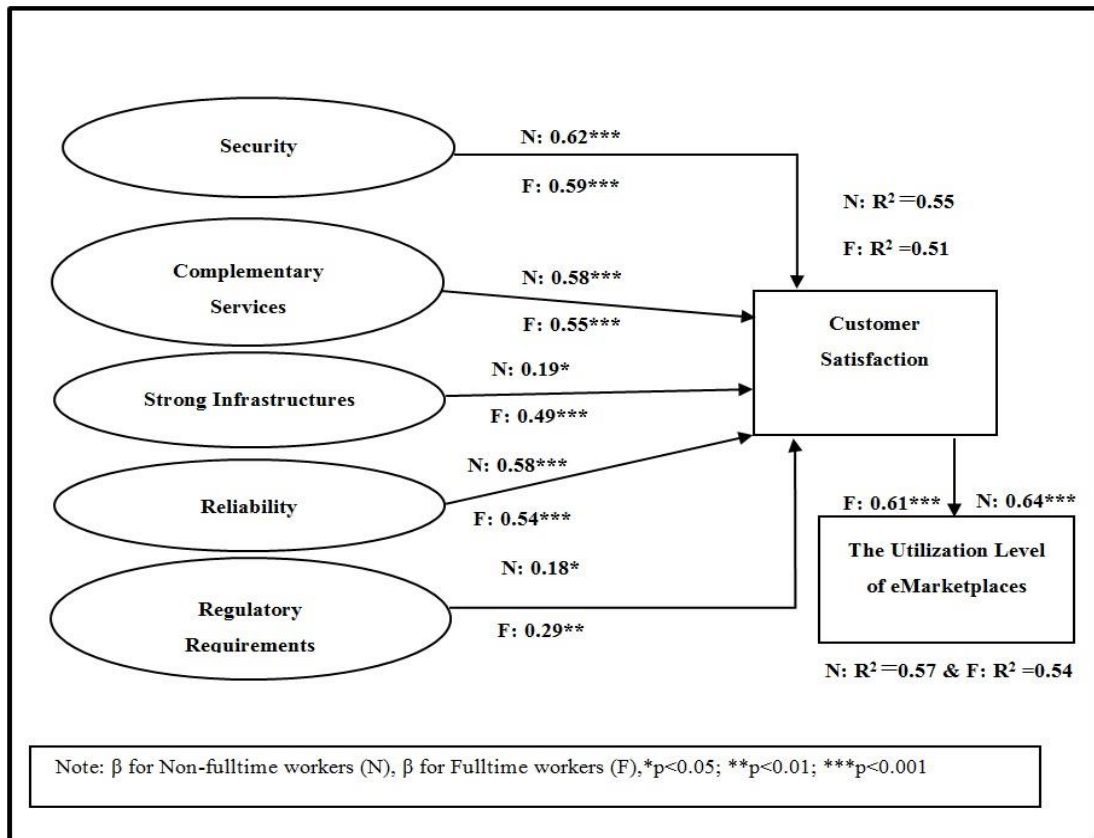 Security
N: 0.62***
F: 0.59***
N: R² =0.55
F: R² =0.51
Complementary
Services
N: 0.58***
F: 0.55***
Customer
Satisfaction
Strong Infrastructures
N: 0.19*
F: 0.49***
Reliability
N: 0.58***
F: 0.54***
F: 0.61***
N: 0.64***
The Utilization Level
of eMarketplaces
Regulatory
Requirements
N: 0.18*
F: 0.29**
N: R² =0.57 & F: R² =0.54
Note: β for Non-fulltime workers (N), β for Fulltime workers (F),*p<0.05; **p<0.01; ***p<0.001